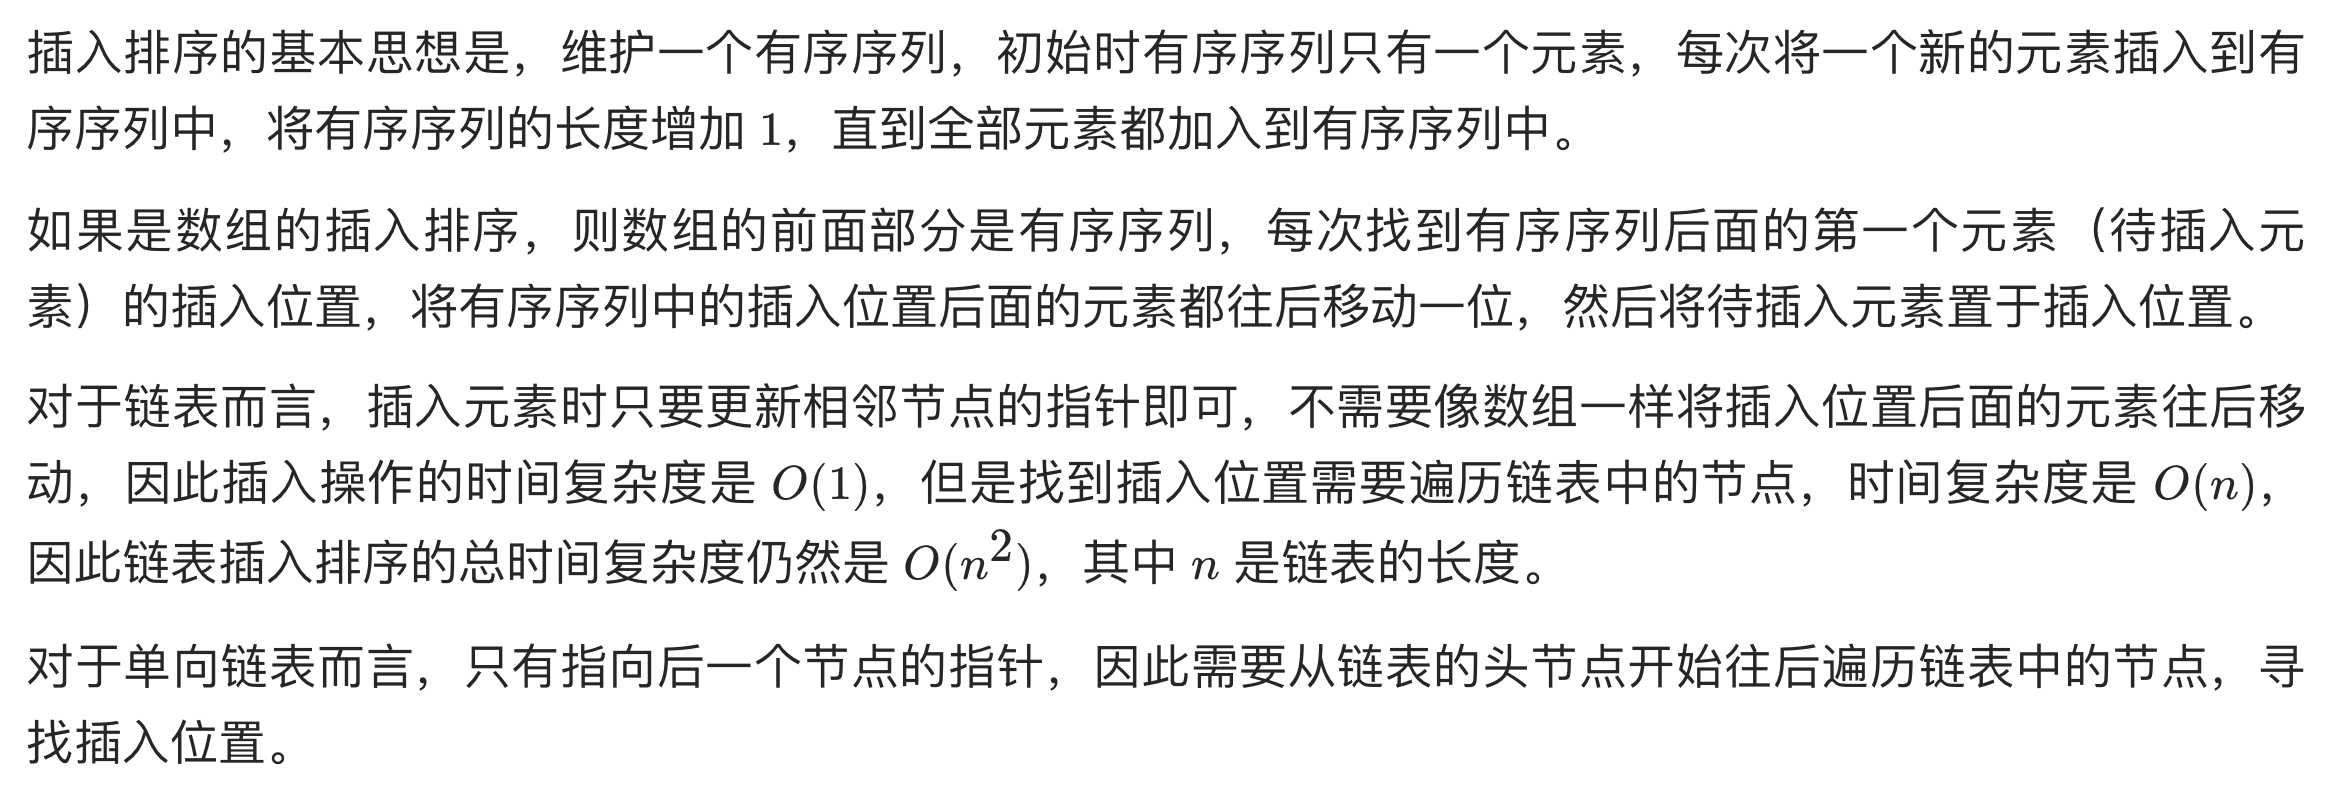 插入排序的基本思想是，维护一个有序序列，初始时有序序列只有一个元素，每次将一个新的元素插入到有
序序列中，将有序序列的长度增加 1，直到全部元素都加入到有序序列中。
如果是数组的插入排序，则数组的前面部分是有序序列，每次找到有序序列后面的第一个元素（待插入元
素）的插入位置，将有序序列中的插入位置后面的元素都往后移动一位，然后将待插入元素置于插入位置。
对于链表而言，插入元素时只要更新相邻节点的指针即可，不需要像数组一样将插入位置后面的元素往后移
动，因此插入操作的时间复杂度是 O(1)，但是找到插入位置需要遍历链表中的节点，时间复杂度是 O(n)，
因此链表插入排序的总时间复杂度仍然是 O(n²)，其中 n 是链表的长度。
对于单向链表而言，只有指向后一个节点的指针，因此需要从链表的头节点开始往后遍历链表中的节点，寻
找插入位置。